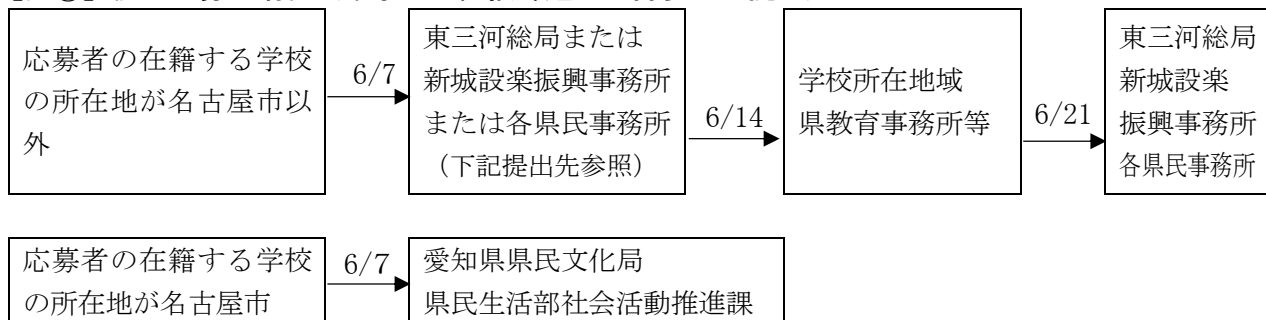 応募者の在籍する学校
の所在地が名古屋市以
外
6/7
東三河総局または
新城設楽振興事務所
または各県民事務所
（下記提出先参照）
6/14
学校所在地域
県教育事務所等
6/21
東三河総局
新城設楽
振興事務所
各県民事務所
応募者の在籍する学校
の所在地が名古屋市
6/7
愛知県県民文化局
県民生活部社会活動推進課